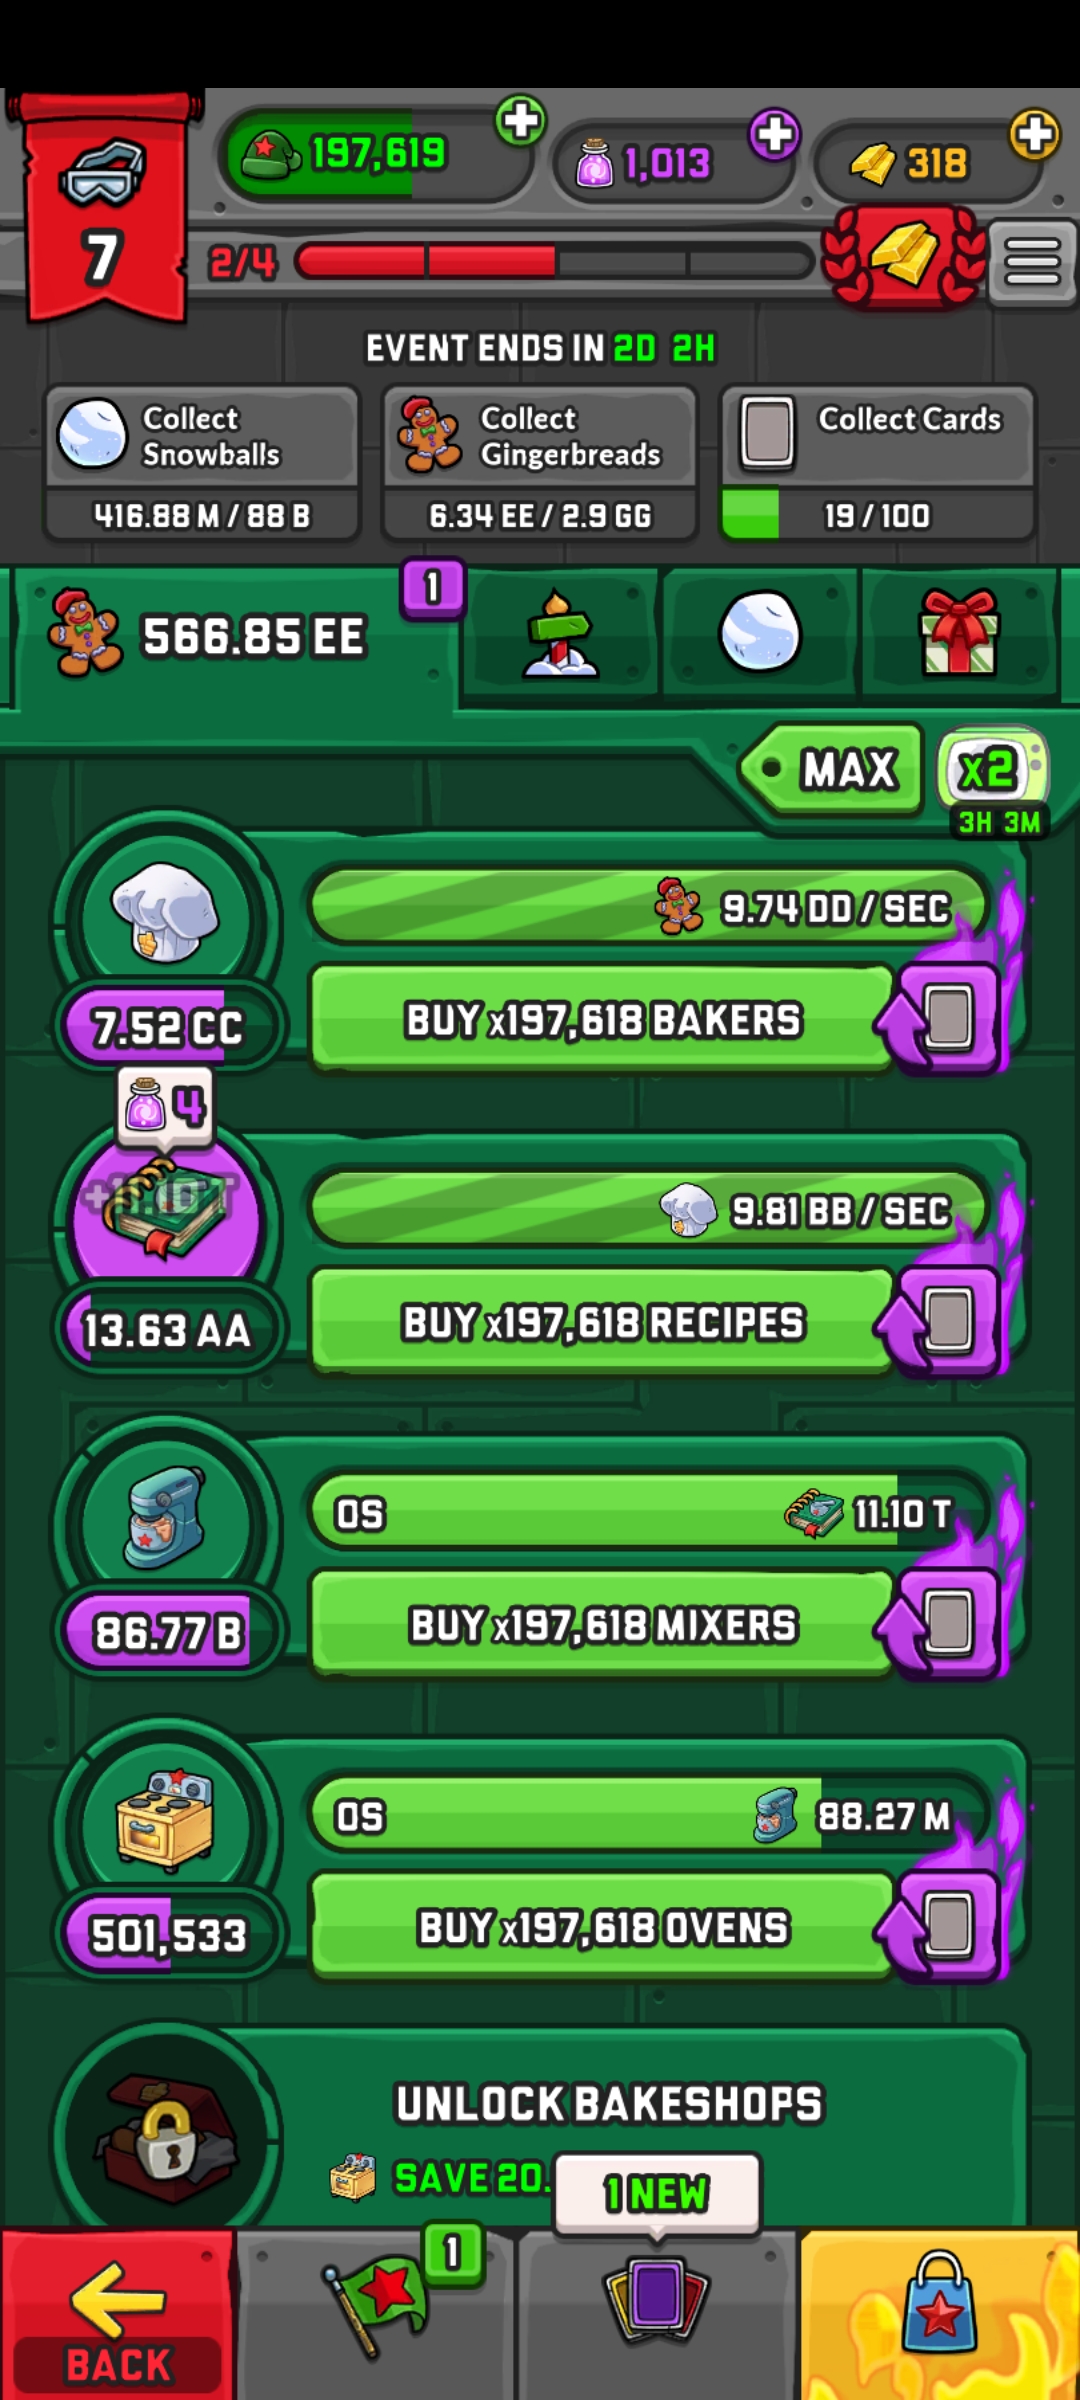 197,619
1,013
318
7
2/4
EVENT ENDS IN 2D 2H
Collect
Snowballs
416.88 M / 88 B
Collect
Gingerbreads
6.34 EE / 2.9 GG
Collect Cards
19 / 100
566.85 EE
1
MAX
x2
3H 3M
9.74 DD / SEC
7.52 CC
BUY x197,618 BAKERS
4
+11.10 T
9.81 BB / SEC
13.63 AA
BUY x197,618 RECIPES
0S
11.10 T
86.77 B
BUY x197,618 MIXERS
0S
88.27 M
501,533
BUY x197,618 OVENS
UNLOCK BAKESHOPS
SAVE 20.
1 NEW
1
BACK